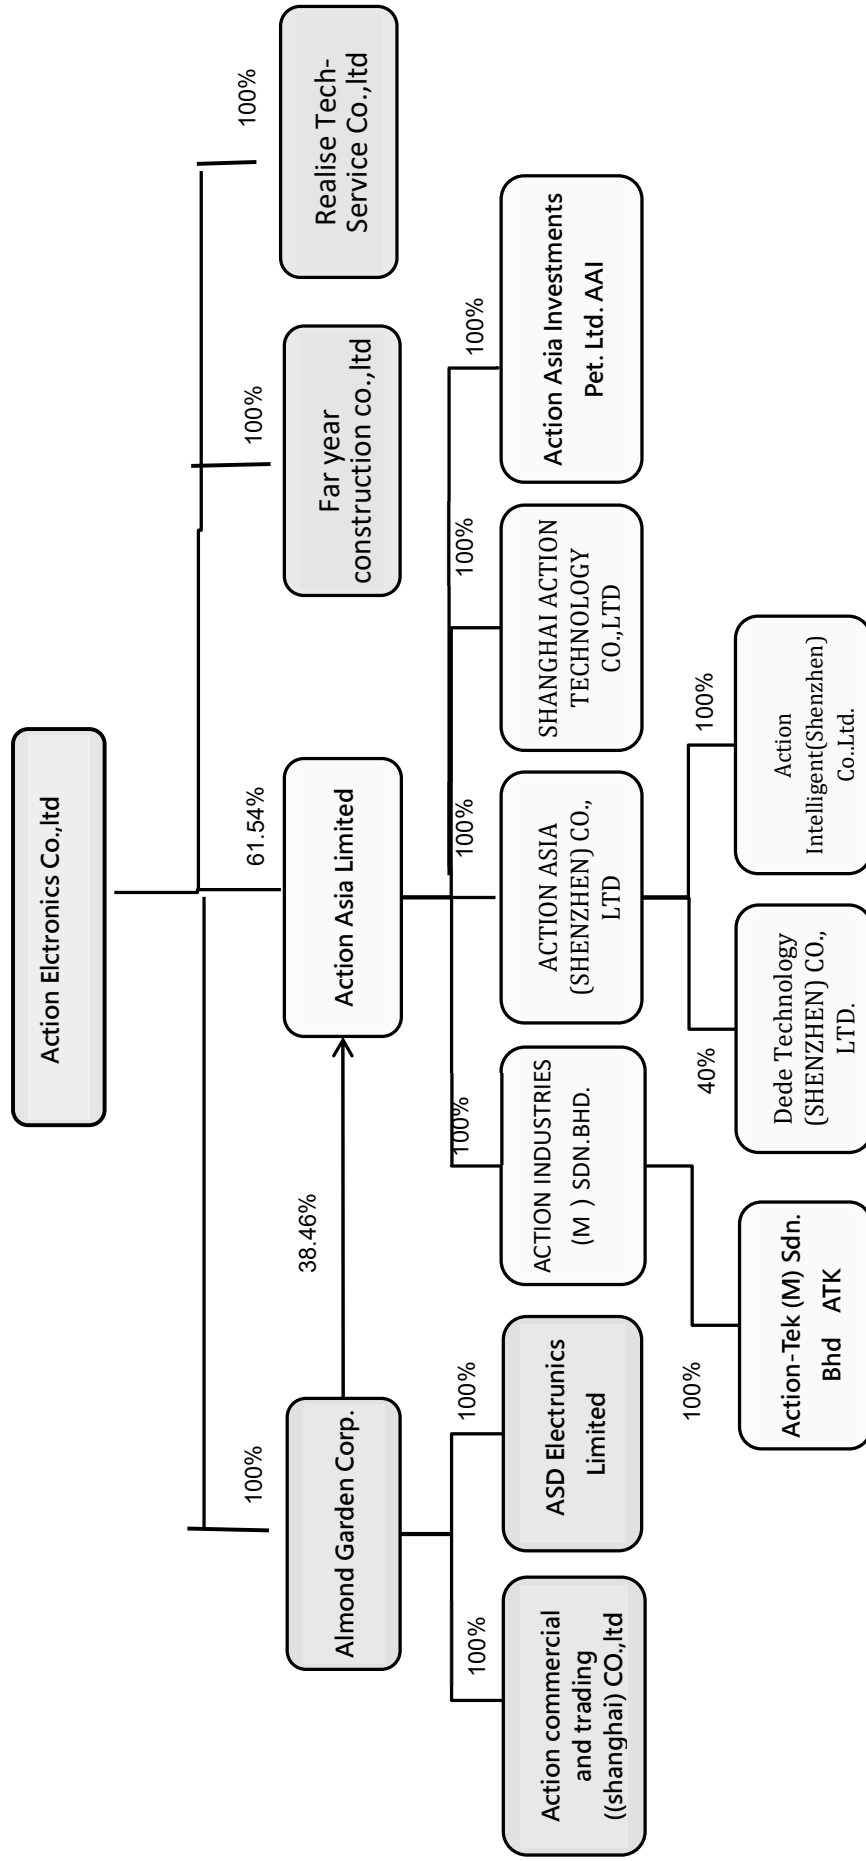 Action Elctronics Co.,ltd
100%
61.54%
100%
100%
Almond Garden Corp.
38.46%
Action Asia Limited
Far year
construction co.,ltd
Realise Tech-
Service Co.,ltd
100%
100%
100%
100%
100%
100%
Action commercial
and trading
((shanghai) CO.,ltd
ASD Electrunics
Limited
ACTION INDUSTRIES
(M ) SDN.BHD.
ACTION ASIA
(SHENZHEN) CO.,
LTD
SHANGHAI ACTION
TECHNOLOGY
CO.,LTD
Action Asia Investments
Pet. Ltd. AAI
100%
40%
100%
Action-Tek (M) Sdn.
Bhd ATK
Dede Technology
(SHENZHEN) CO.,
LTD.
Action
Intelligent(Shenzhen)
Co..Ltd.